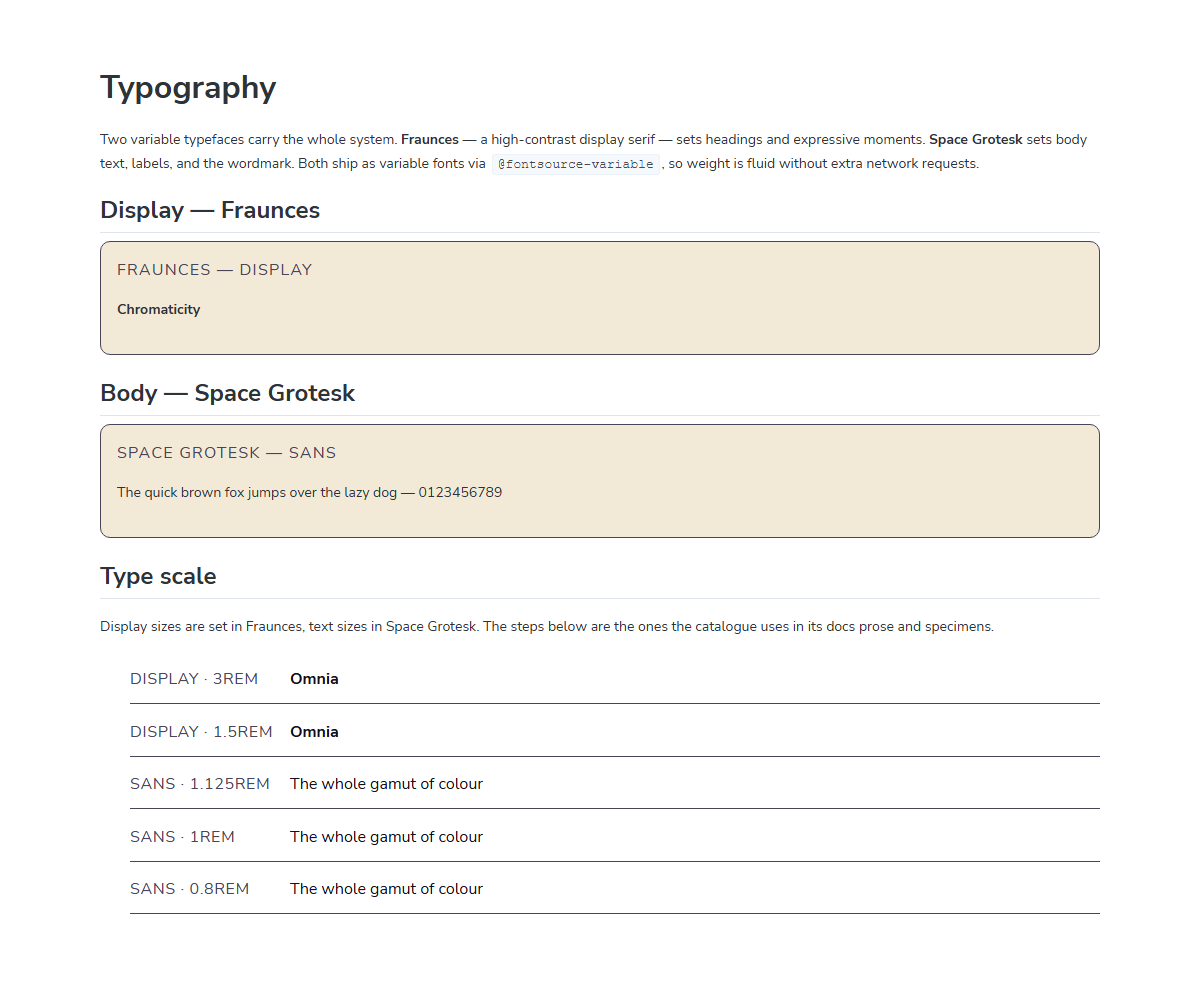 Typography
Two variable typefaces carry the whole system. Fraunces — a high-contrast display serif — sets headings and expressive moments. Space Grotesk sets body
text, labels, and the wordmark. Both ship as variable fonts via @fontsource-variable, so weight is fluid without extra network requests.
Display — Fraunces
FRAUNCES — DISPLAY
Chromaticity
Body — Space Grotesk
SPACE GROTESK — SANS
The quick brown fox jumps over the lazy dog — 0123456789
Type scale
Display sizes are set in Fraunces, text sizes in Space Grotesk. The steps below are the ones the catalogue uses in its docs prose and specimens.
DISPLAY · 3REM Omnia
DISPLAY · 1.5REM Omnia
SANS · 1.125REM The whole gamut of colour
SANS · 1REM The whole gamut of colour
SANS · 0.8REM The whole gamut of colour